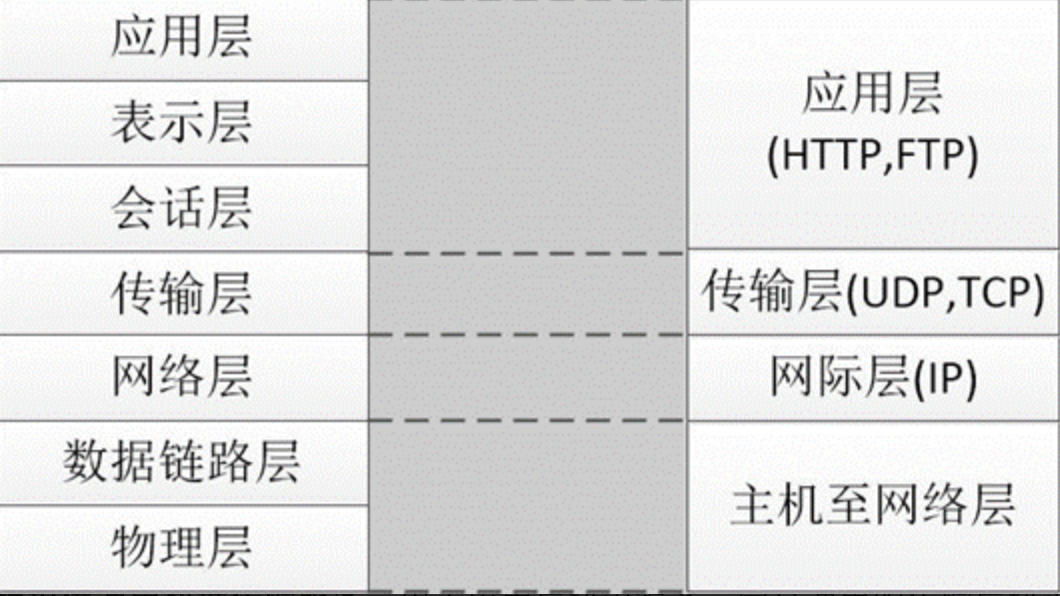 应用层
表示层
会话层
传输层
网络层
数据链路层
物理层
应用层
(HTTP,FTP)
传输层(UDP,TCP)
网际层(IP)
主机至网络层